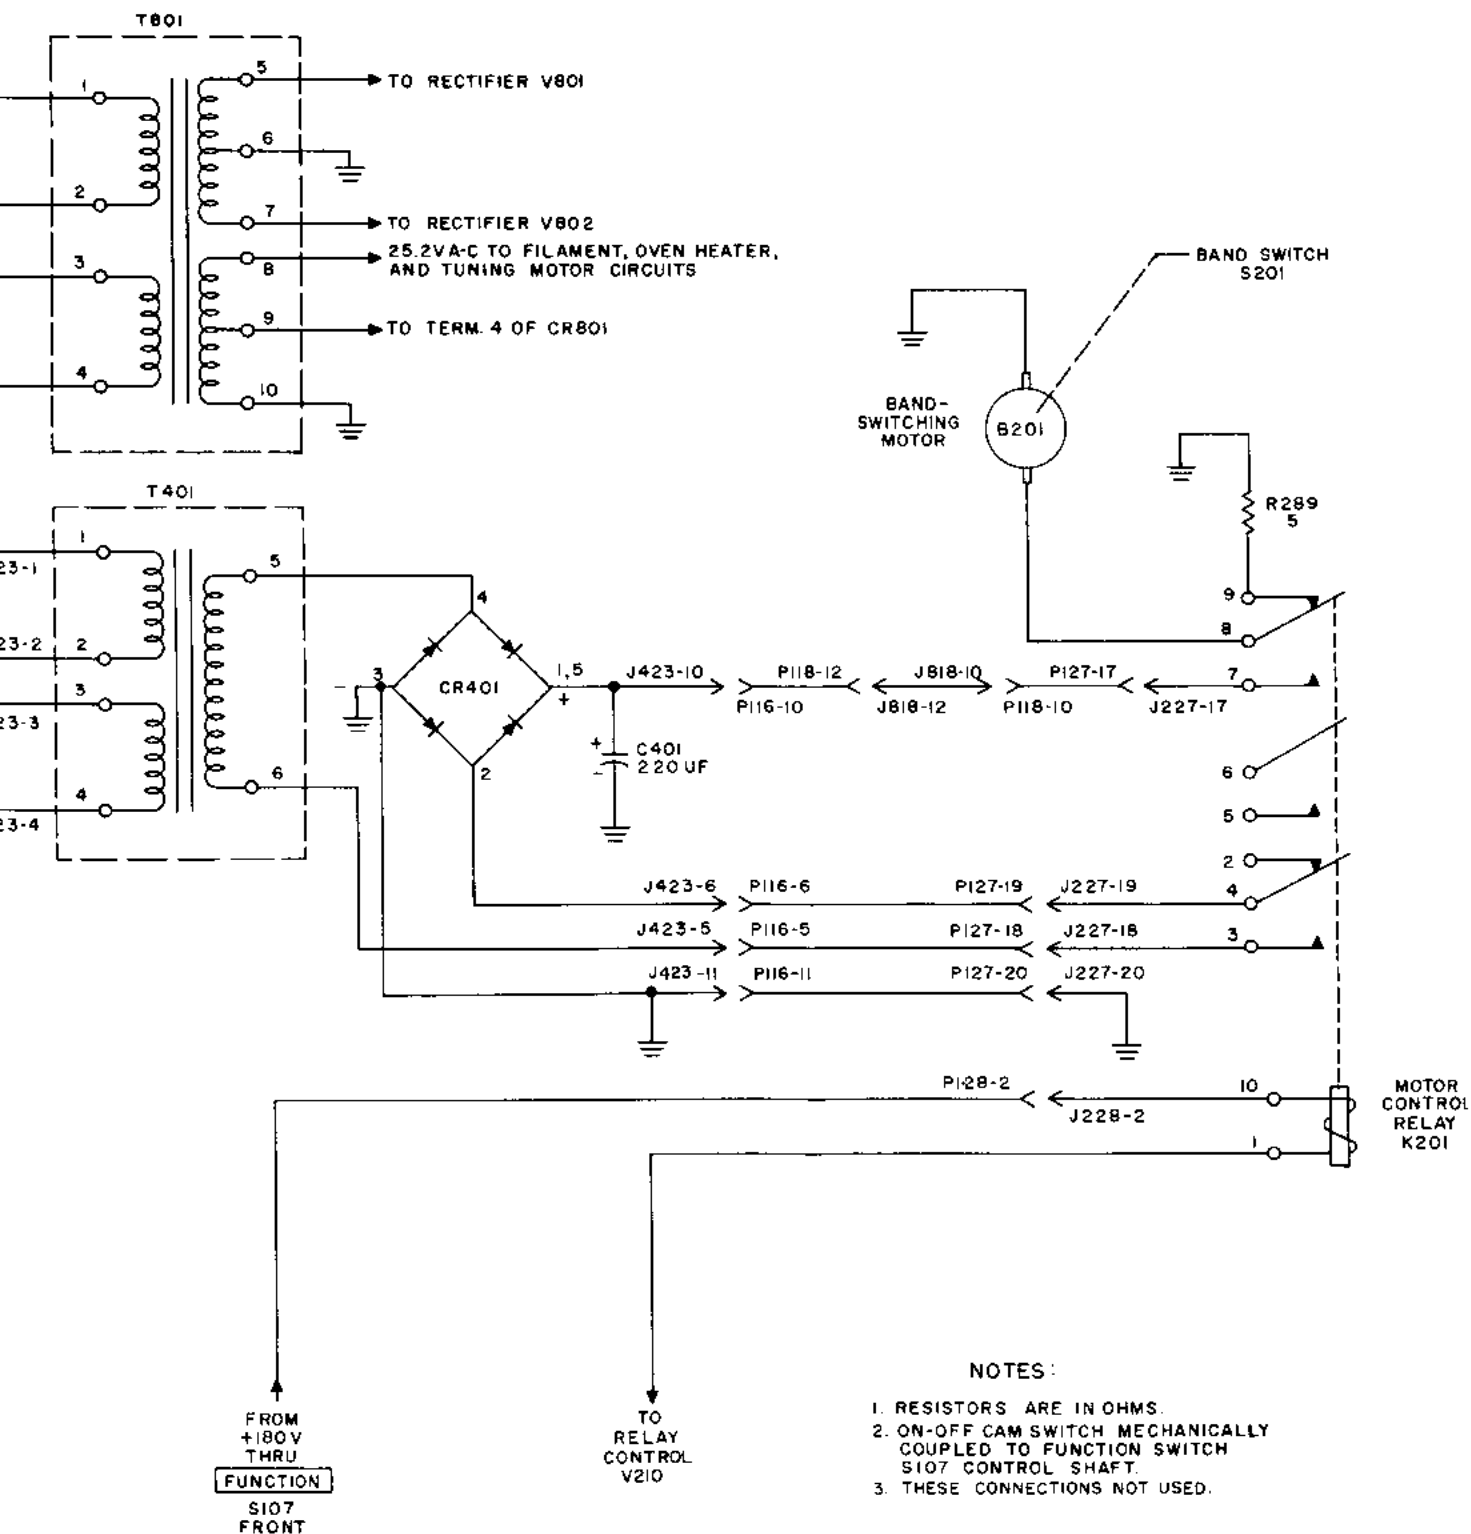 T801
1
5
TO RECTIFIER V801
6
2
7
TO RECTIFIER V802
3
8
25.2VA-C TO FILAMENT, OVEN HEATER,
AND TUNING MOTOR CIRCUITS
9
TO TERM. 4 OF CR801
4
10
BAND SWITCH
S201
BAND-
SWITCHING
MOTOR
B201
R289
5
T401
1
5
23-1
23-2
2
3
23-3
4
23-4
6
4
3
CR401
1,5
+
-
2
+
C401
220 UF
-
J423-10
P116-10
P118-12
J818-10
J818-12
P127-17
P118-10
J227-17
9
8
7
6
5
2
4
3
J423-6
P116-6
P127-19
J227-19
J423-5
P116-5
P127-18
J227-18
J423-11
P116-11
P127-20
J227-20
P128-2
J228-2
10
1
MOTOR
CONTROL
RELAY
K201
FROM
+180V
THRU
FUNCTION
S107
FRONT
TO
RELAY
CONTROL
V210
NOTES:
1. RESISTORS ARE IN OHMS.
2. ON-OFF CAM SWITCH MECHANICALLY
COUPLED TO FUNCTION SWITCH
S107 CONTROL SHAFT.
3. THESE CONNECTIONS NOT USED.